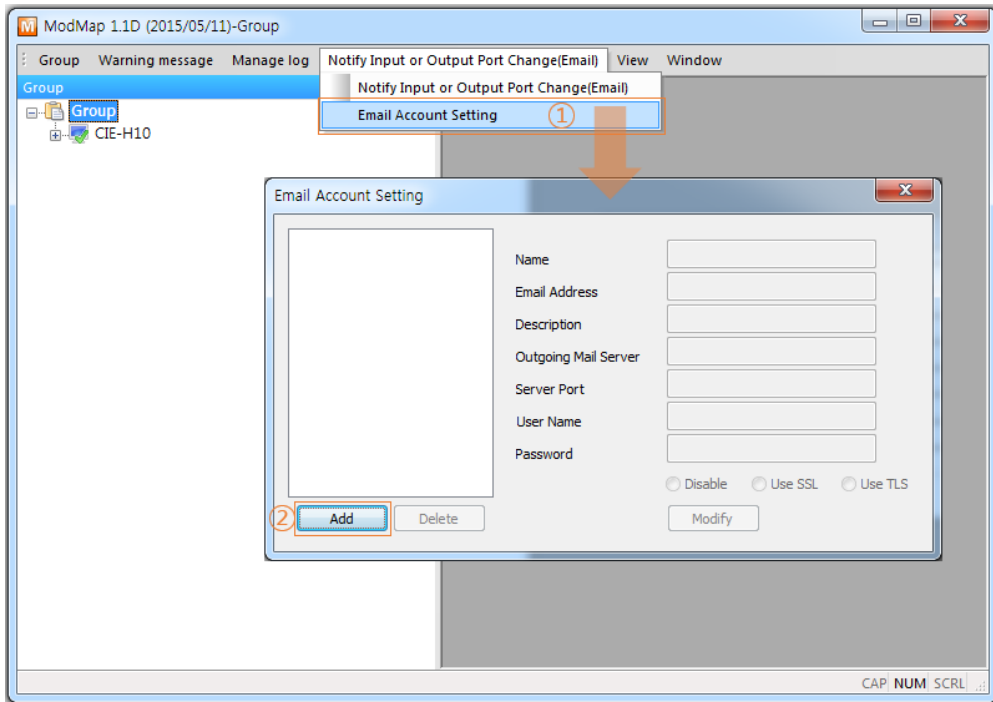 M ModMap 1.1D (2015/05/11)-Group
Group Warning message Manage log Notify Input or Output Port Change(Email) View Window
Group
Notify Input or Output Port Change(Email)
Group
Email Account Setting ①
CIE-H10
Email Account Setting
Name
Email Address
Description
Outgoing Mail Server
Server Port
User Name
Password
Disable Use SSL Use TLS
② Add Delete Modify
CAP NUM SCRL